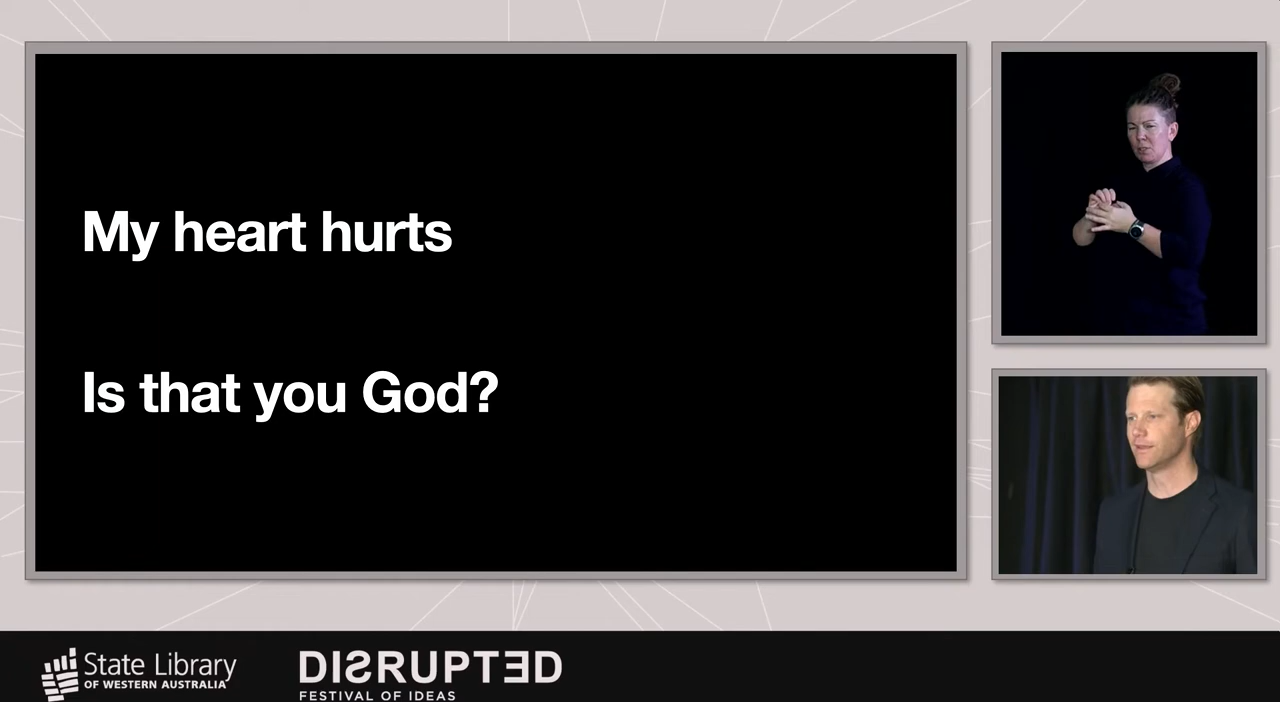 My heart hurts
Is that you God?
State Library
OF WESTERN AUSTRALIA
DISRUPTED
FESTIVAL OF IDEAS